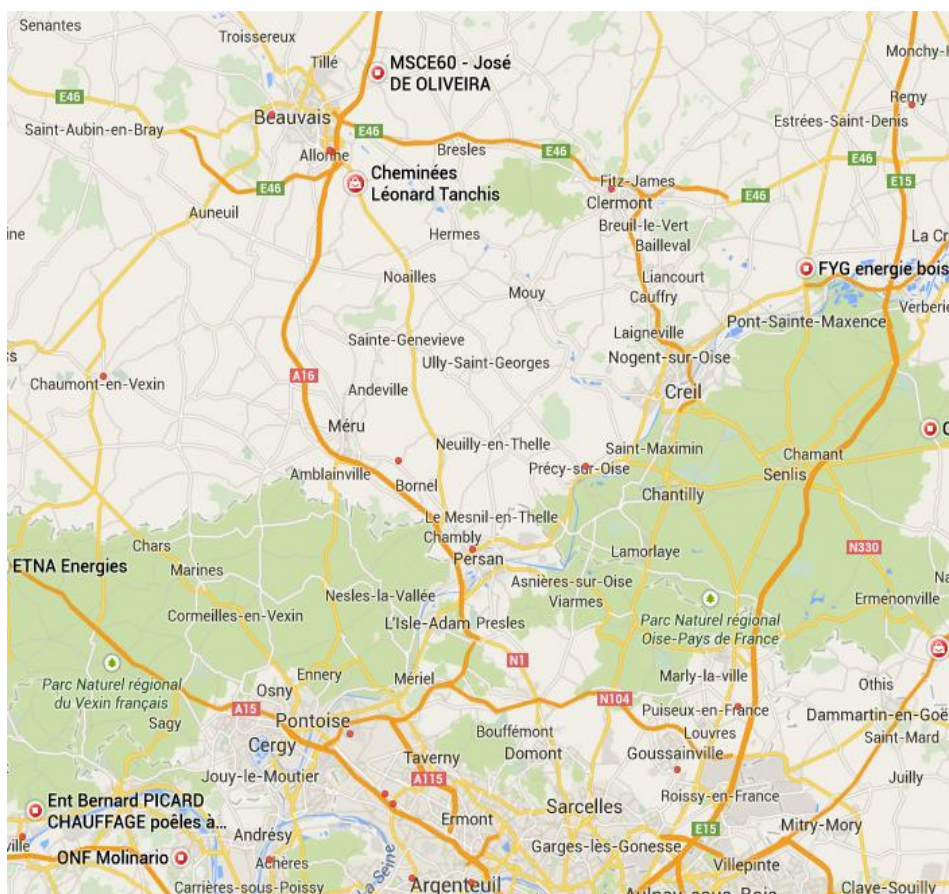 Senantes
Troissereux
Tillé
MSCE60 - José
DE OLIVEIRA
Monchy-H
E46
Beauvais
Remy
Saint-Aubin-en-Bray
E46
Estrées-Saint-Denis
E46
Allonne
Bresles
E46
Cheminées
Léonard Tanchis
Fitz-James
E15
E46
Clermont
E46
Auneuil
Breuil-le-Vert
Hermes
Bailleval
La Cr
ine
Noailles
Liancourt
FYG energie bois
Mouy
Cauffry
Verberie
Pont-Sainte-Maxence
Laigneville
Sainte-Genevieve
Nogent-sur-Oise
Ully-Saint-Georges
A16
Chaumont-en-Vexin
Andeville
Creil
Méru
C
Neuilly-en-Thelle
Saint-Maximin
Chamant
Amblainville
Précy-sur-Oise
Senlis
Bornel
Chantilly
Le Mesnil-en-Thelle
Chambly
Chars
Lamorlaye
N330
ETNA Energies
Marines
Persan
Asnières-sur-Oise
Na
Nesles-la-Vallée
Viarmes
Ermenonville
Cormeilles-en-Vexin
L'Isle-Adam
Presles
Parc Naturel régional
Oise-Pays de France
N1
Ennery
Mériel
Marly-la-ville
Parc Naturel régional
du Vexin français
Osny
Othis
N104
A15
Puiseux-en-France
Sagy
Pontoise
Dammartin-en-Goë
Bouffémont
Louvres
Saint-Mard
Cergy
Taverny
Domont
Goussainville
Jouy-le-Moutier
A115
Juilly
Roissy-en-France
Ent Bernard PICARD
CHAUFFAGE poêles à...
Sarcelles
Ermont
Mitry-Mory
E15
ville
Andrésy
Garges-lès-Gonesse
ONF Molinario
Achères
La Seine
Villepinte
Carrières-sous-Poissy
Argenteuil
Aulnay-sous-Bois
Claye-Souilly